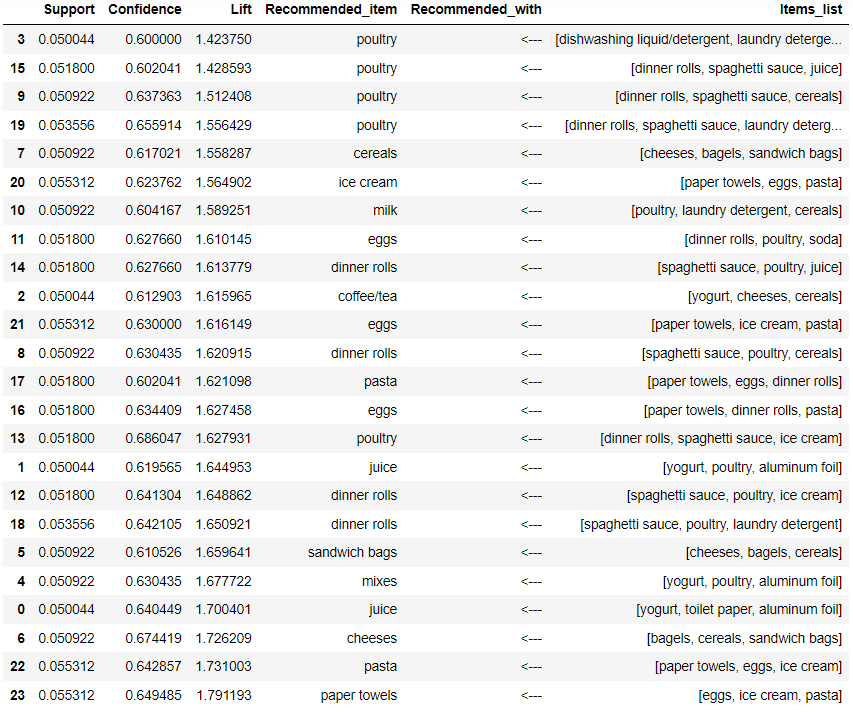 Support Confidence Lift Recommended_item Recommended_with Items_list
3 0.050044 0.600000 1.423750 poultry <--- [dishwashing liquid/detergent, laundry deterge...
15 0.051800 0.602041 1.428593 poultry <--- [dinner rolls, spaghetti sauce, juice]
9 0.050922 0.637363 1.512408 poultry <--- [dinner rolls, spaghetti sauce, cereals]
19 0.053556 0.655914 1.556429 poultry <--- [dinner rolls, spaghetti sauce, laundry deterg...
7 0.050922 0.617021 1.558287 cereals <--- [cheeses, bagels, sandwich bags]
20 0.055312 0.623762 1.564902 ice cream <--- [paper towels, eggs, pasta]
10 0.050922 0.604167 1.589251 milk <--- [poultry, laundry detergent, cereals]
11 0.051800 0.627660 1.610145 eggs <--- [dinner rolls, poultry, soda]
14 0.051800 0.627660 1.613779 dinner rolls <--- [spaghetti sauce, poultry, juice]
2 0.050044 0.612903 1.615965 coffee/tea <--- [yogurt, cheeses, cereals]
21 0.055312 0.630000 1.616149 eggs <--- [paper towels, ice cream, pasta]
8 0.050922 0.630435 1.620915 dinner rolls <--- [spaghetti sauce, poultry, cereals]
17 0.051800 0.602041 1.621098 pasta <--- [paper towels, eggs, dinner rolls]
16 0.051800 0.634409 1.627458 eggs <--- [paper towels, dinner rolls, pasta]
13 0.051800 0.686047 1.627931 poultry <--- [dinner rolls, spaghetti sauce, ice cream]
1 0.050044 0.619565 1.644953 juice <--- [yogurt, poultry, aluminum foil]
12 0.051800 0.641304 1.648862 dinner rolls <--- [spaghetti sauce, poultry, ice cream]
18 0.053556 0.642105 1.650921 dinner rolls <--- [spaghetti sauce, poultry, laundry detergent]
5 0.050922 0.610526 1.659641 sandwich bags <--- [cheeses, bagels, cereals]
4 0.050922 0.630435 1.677722 mixes <--- [yogurt, poultry, aluminum foil]
0 0.050044 0.640449 1.700401 juice <--- [yogurt, toilet paper, aluminum foil]
6 0.050922 0.674419 1.726209 cheeses <--- [bagels, cereals, sandwich bags]
22 0.055312 0.642857 1.731003 pasta <--- [paper towels, eggs, ice cream]
23 0.055312 0.649485 1.791193 paper towels <--- [eggs, ice cream, pasta]